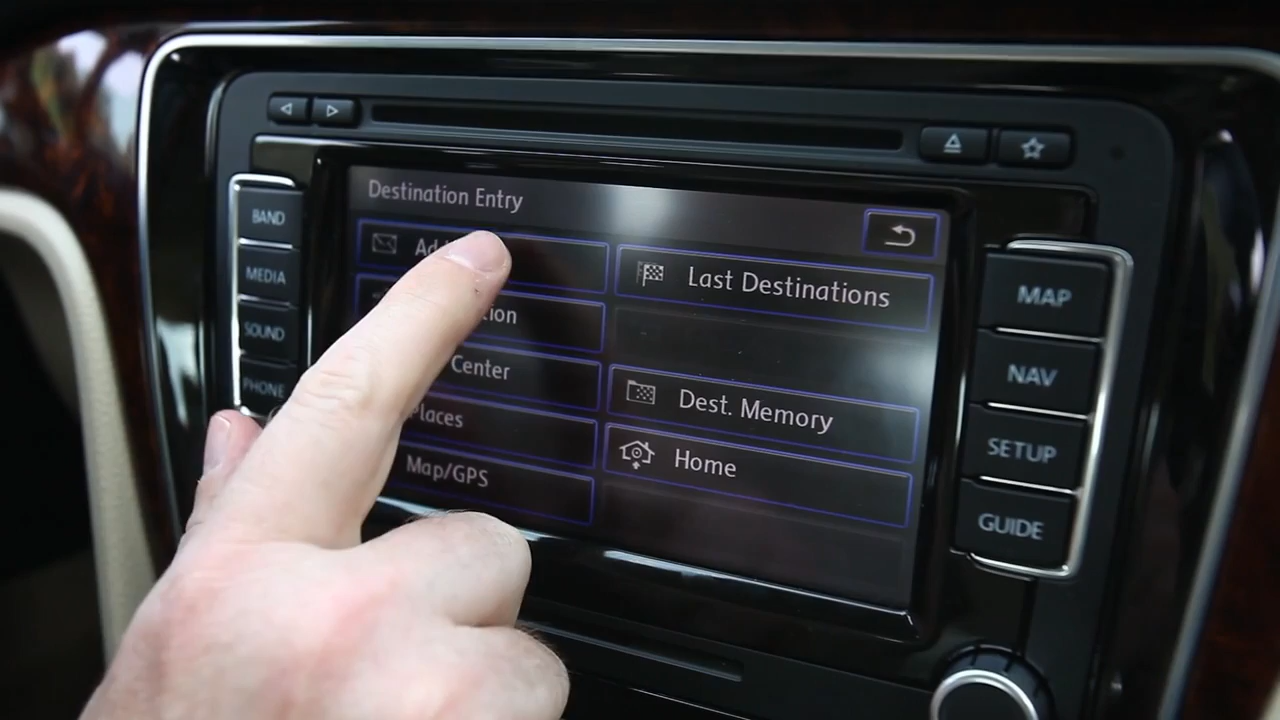 Destination Entry
Last Destinations
Center
Places
Map/GPS
Dest. Memory
Home
BAND
MEDIA
SOUND
PHONE
MAP
NAV
SETUP
GUIDE